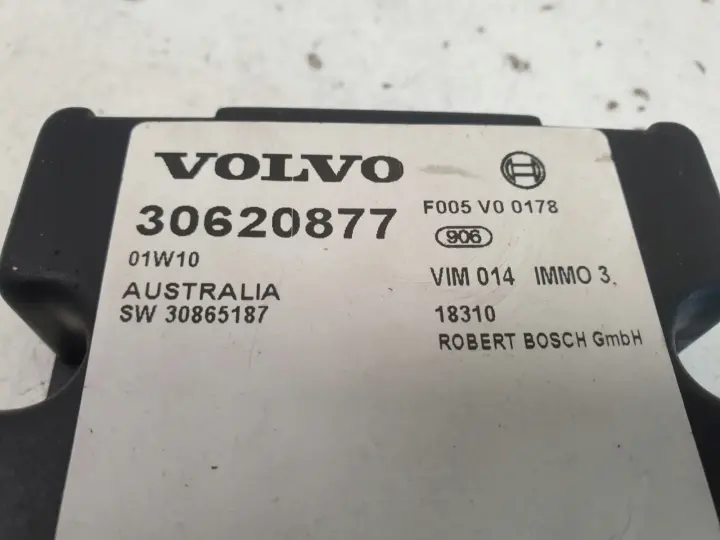 VOLVO
30620877
F005 V0 0178
906
01W10
VIM 014 IMMO 3.
AUSTRALIA
18310
SW 30865187
ROBERT BOSCH GmbH